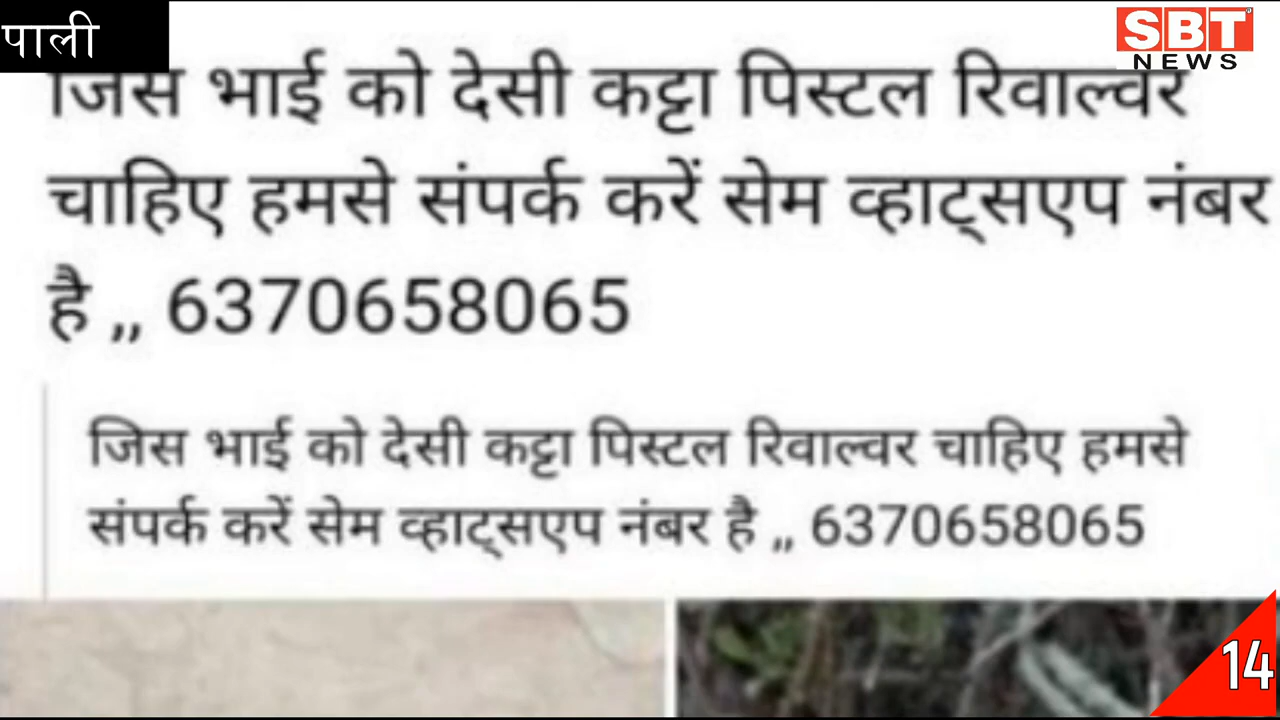 पाली
SBT
NEWS
जिस भाई को देसी कट्टा पिस्टल रिवाल्वर
चाहिए हमसे संपर्क करें सेम व्हाट्सएप नंबर
है ,, 6370658065
जिस भाई को देसी कट्टा पिस्टल रिवाल्वर चाहिए हमसे
संपर्क करें सेम व्हाट्सएप नंबर है ,, 6370658065
14